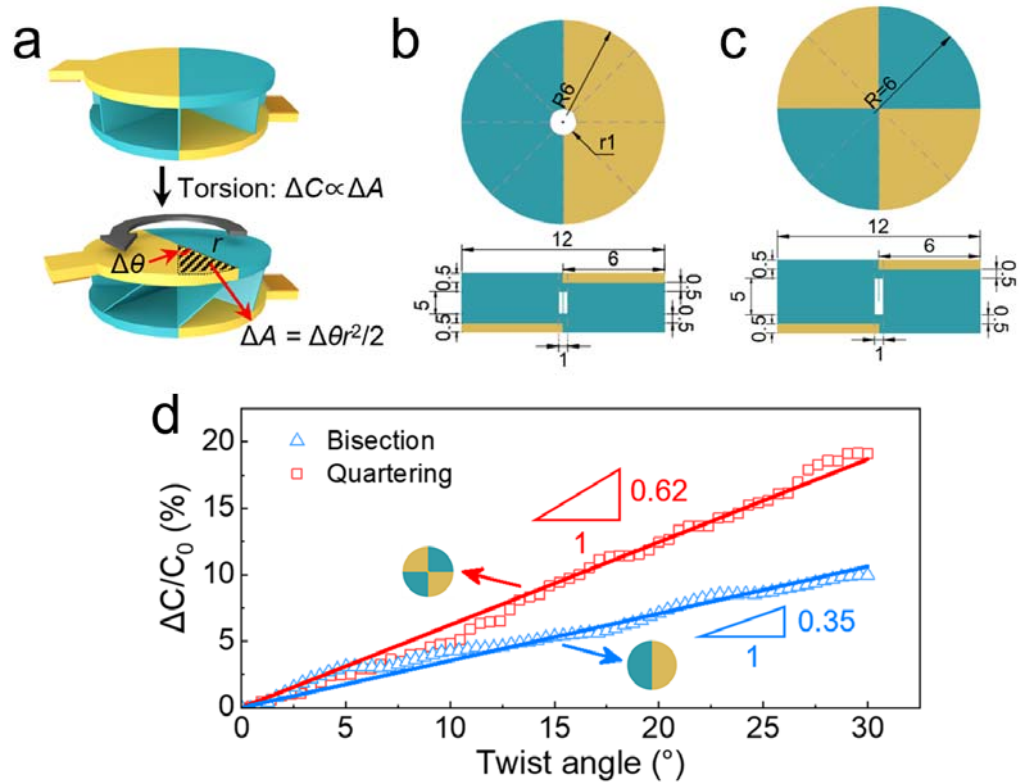 a
Torsion: ΔC∝ΔA
r
Δθ
ΔA = Δθr²/2
b
R6
r1
12
6
0.5
5
0.5
0.5
0.5
1
c
R=6
12
6
0.5
5
0.5
0.5
0.5
1
d
ΔC/C₀ (%)
20
15
10
5
0
Bisection
Quartering
0.62
1
0.35
1
0
5
10
15
20
25
30
Twist angle (°)